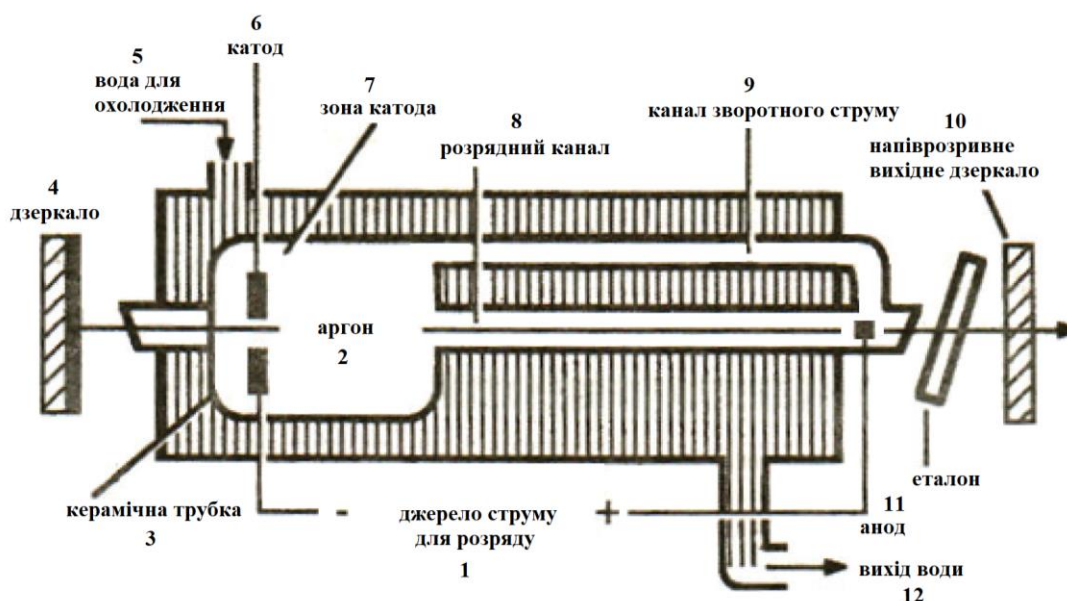 6
катод
5
вода для
охолодження
7
зона катода
8
розрядний канал
9
канал зворотного струму
10
напіврозривне
вихідне дзеркало
4
дзеркало
аргон
2
керамічна трубка
3
- джерело струму +
для розряду
1
еталон
11
анод
вихід води
12